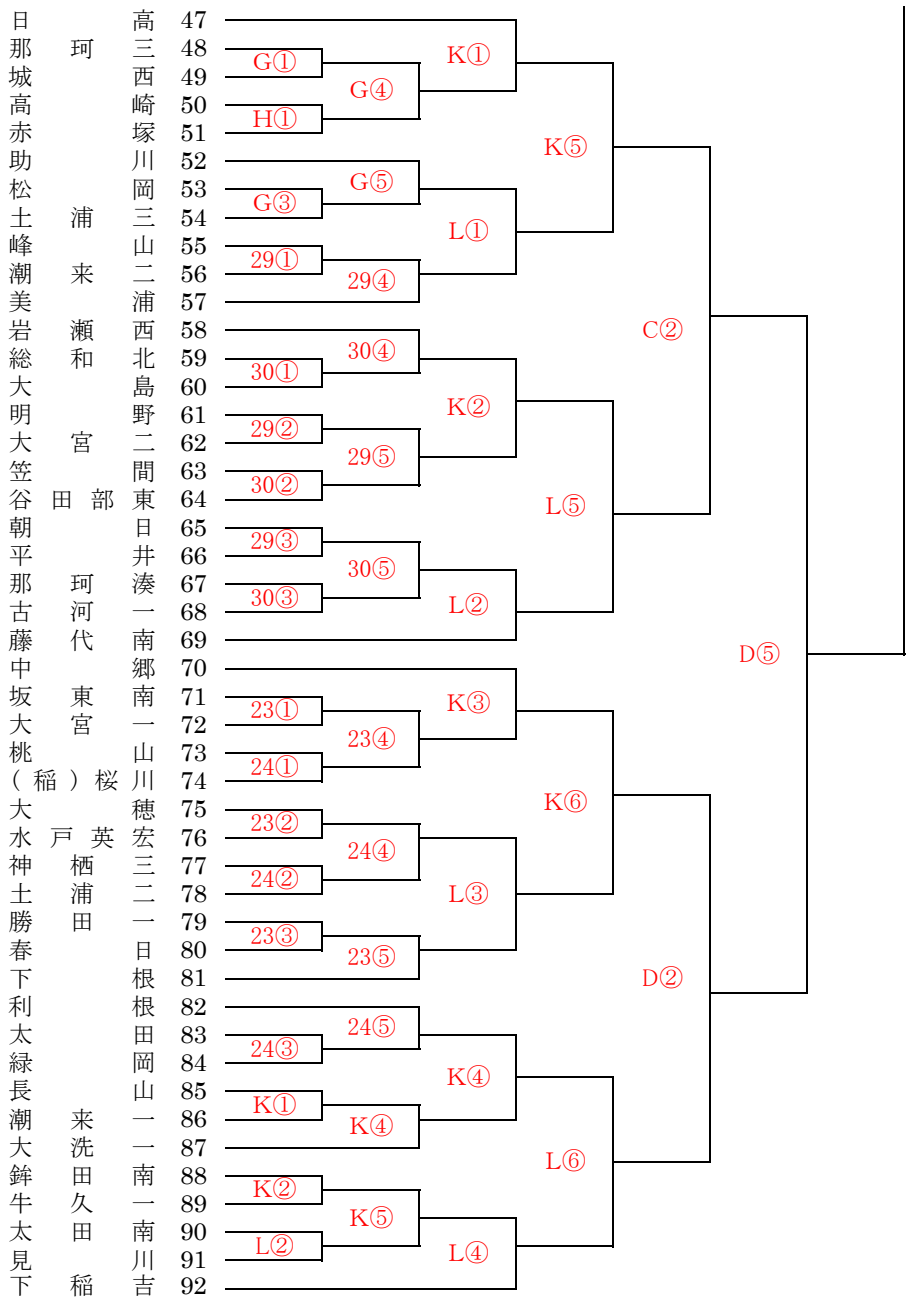 日高 47
那珂三 48
K①
G①
城西 49
G④
高崎 50
H①
赤塚 51
K⑤
助川 52
G⑤
松岡 53
G③
土浦三 54
L①
峰山 55
29①
潮来二 56
29④
美浦 57
C②
岩瀬西 58
30④
総和北 59
30①
大島 60
K②
明野 61
29②
大宮二 62
29⑤
笠間 63
30②
谷田部東 64
L⑤
朝日 65
29③
平井 66
30⑤
那珂湊 67
30③
古河一 68
L②
藤代南 69
D⑤
中郷 70
坂東南 71
K③
23①
大宮一 72
23④
桃山 73
24①
(稲)桜川 74
K⑥
大穂 75
23②
水戸英宏 76
24④
神栖三 77
24②
土浦二 78
L③
勝田一 79
23③
春日 80
23⑤
下根 81
D②
利根 82
24⑤
太田 83
24③
緑岡 84
K④
長山 85
K①
潮来一 86
K④
大洗一 87
L⑥
鉾田南 88
K②
牛久一 89
K⑤
太田南 90
L②
見川 91
L④
下稲吉 92